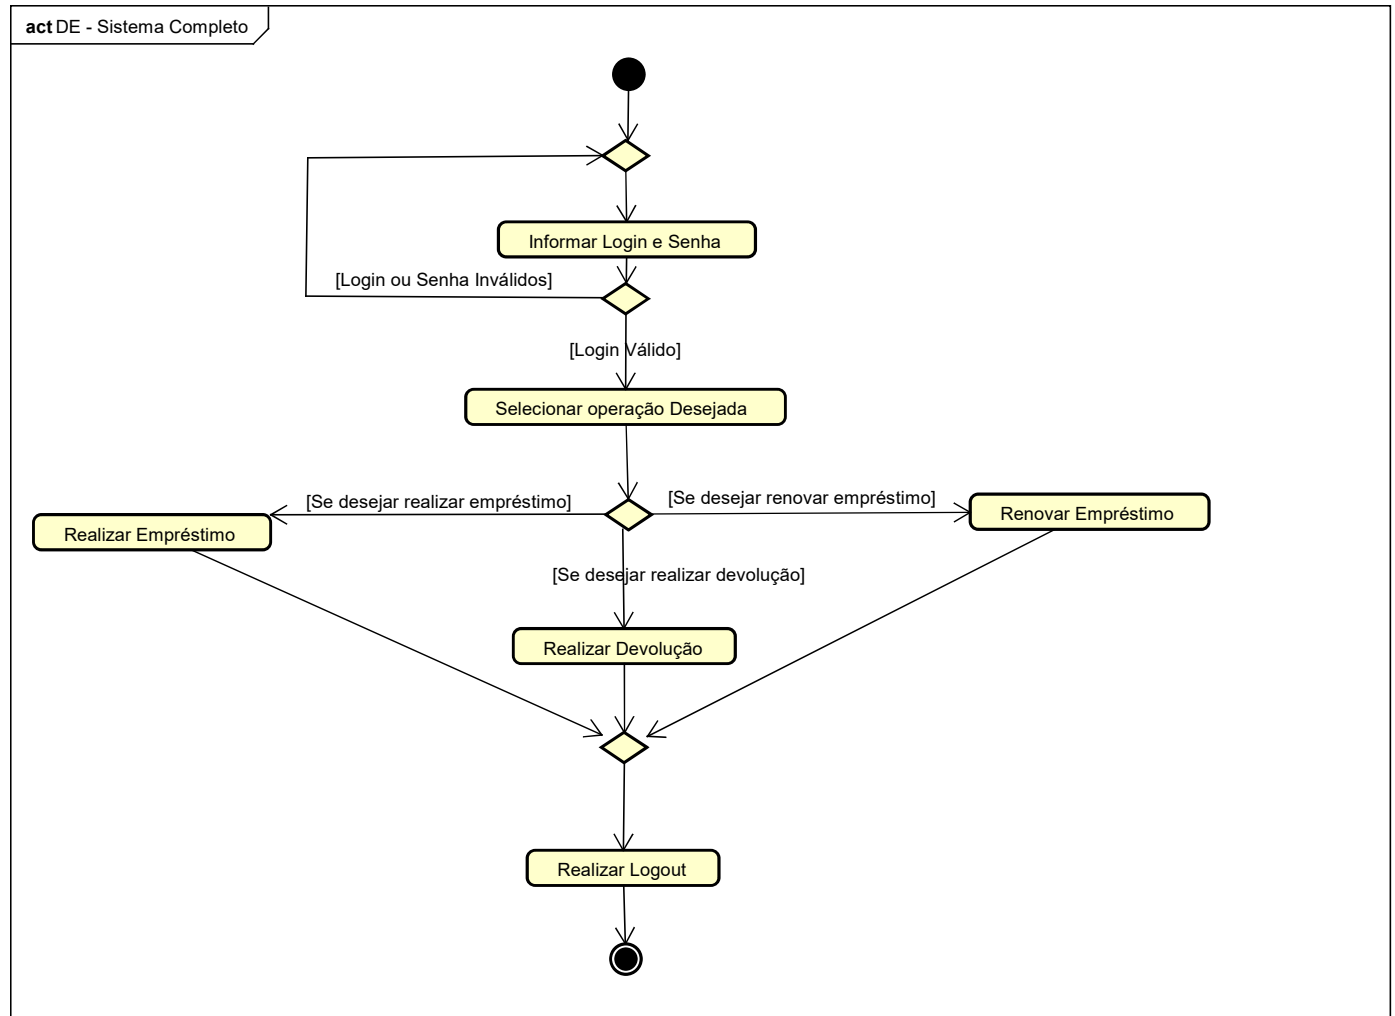 act DE - Sistema Completo
Informar Login e Senha
[Login ou Senha Inválidos]
[Login Válido]
Selecionar operação Desejada
[Se desejar realizar empréstimo]
[Se desejar renovar empréstimo]
Realizar Empréstimo
Renovar Empréstimo
[Se desejar realizar devolução]
Realizar Devolução
Realizar Logout